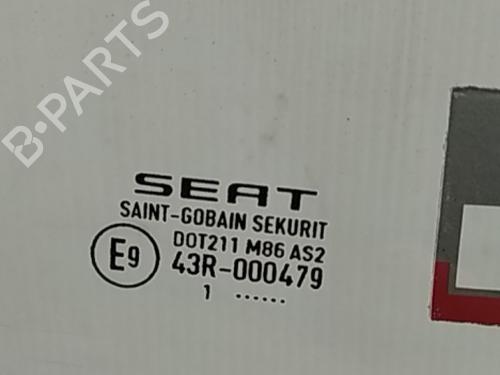 B-PARTS
SEAT
SAINT-GOBAIN SEKURIT
DOT211 M86 AS2
E9 43R-000479
1 ......